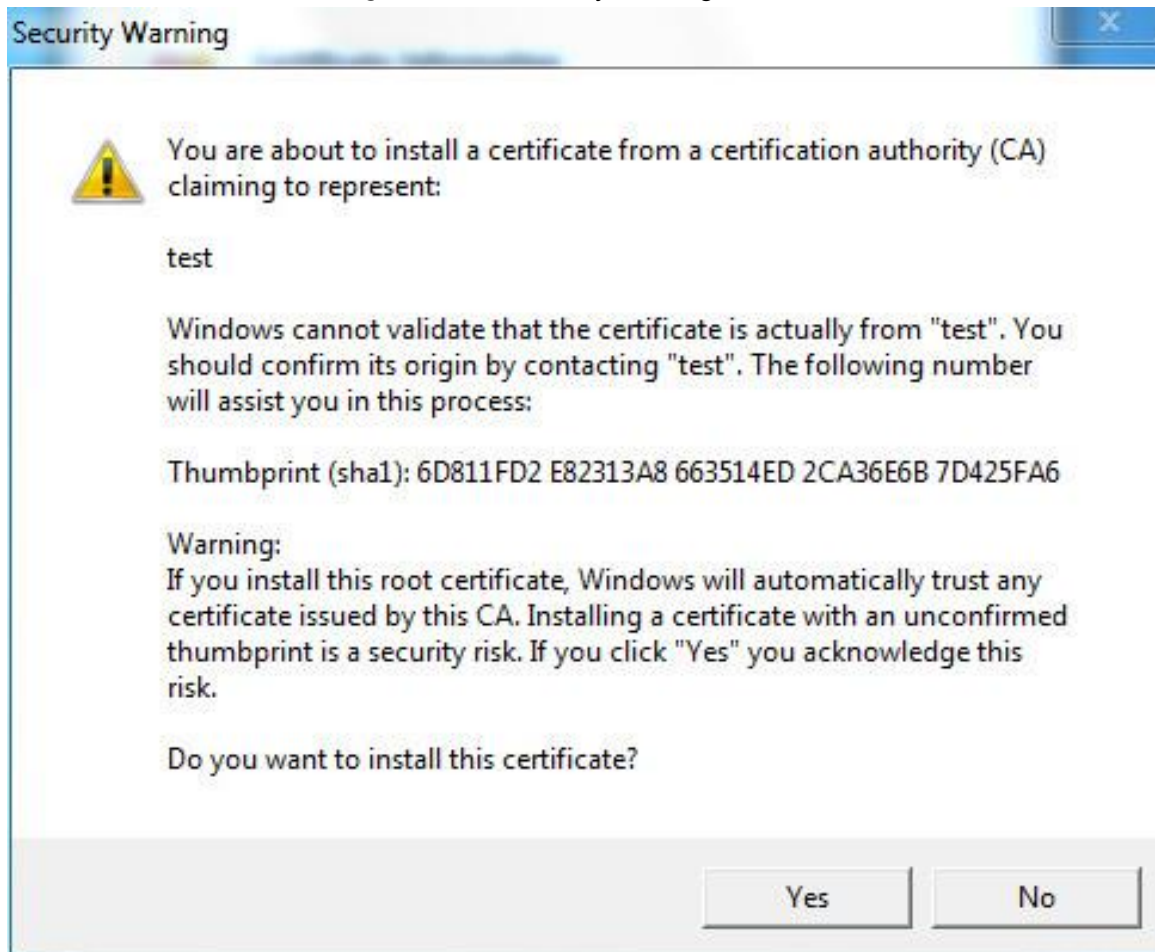 Security Warning
You are about to install a certificate from a certification authority (CA)
claiming to represent:
test
Windows cannot validate that the certificate is actually from "test". You
should confirm its origin by contacting "test". The following number
will assist you in this process:
Thumbprint (sha1): 6D811FD2 E82313A8 663514ED 2CA36E6B 7D425FA6
Warning:
If you install this root certificate, Windows will automatically trust any
certificate issued by this CA. Installing a certificate with an unconfirmed
thumbprint is a security risk. If you click "Yes" you acknowledge this
risk.
Do you want to install this certificate?
Yes No